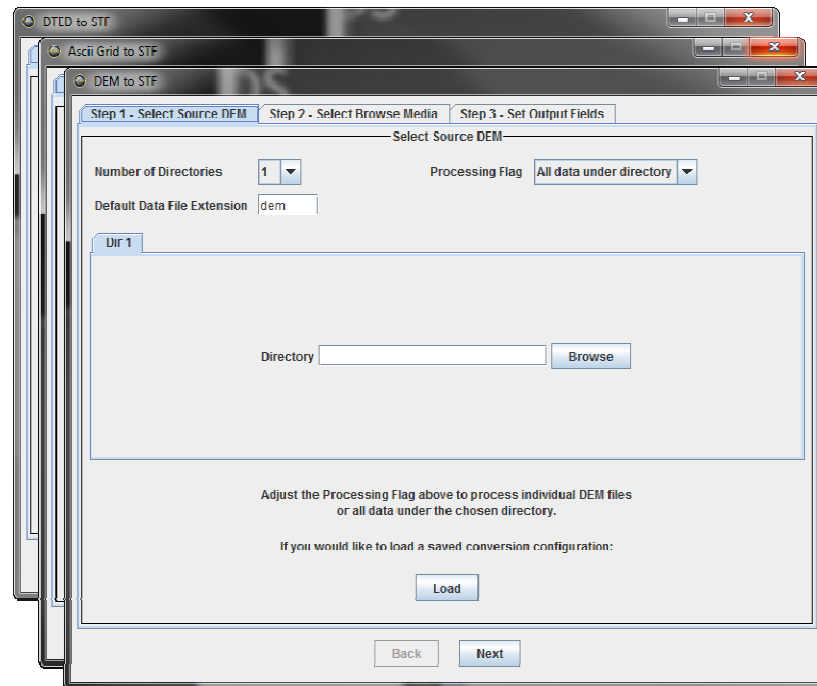 DTED to STF
Ascii Grid to STF
DEM to STF
Step 1 - Select Source DEM Step 2 - Select Browse Media Step 3 - Set Output Fields
Select Source DEM
Number of Directories 1 Processing Flag All data under directory
Default Data File Extension dem
Dir 1
Directory Browse
Adjust the Processing Flag above to process individual DEM files
or all data under the chosen directory.
If you would like to load a saved conversion configuration:
Load
Back Next